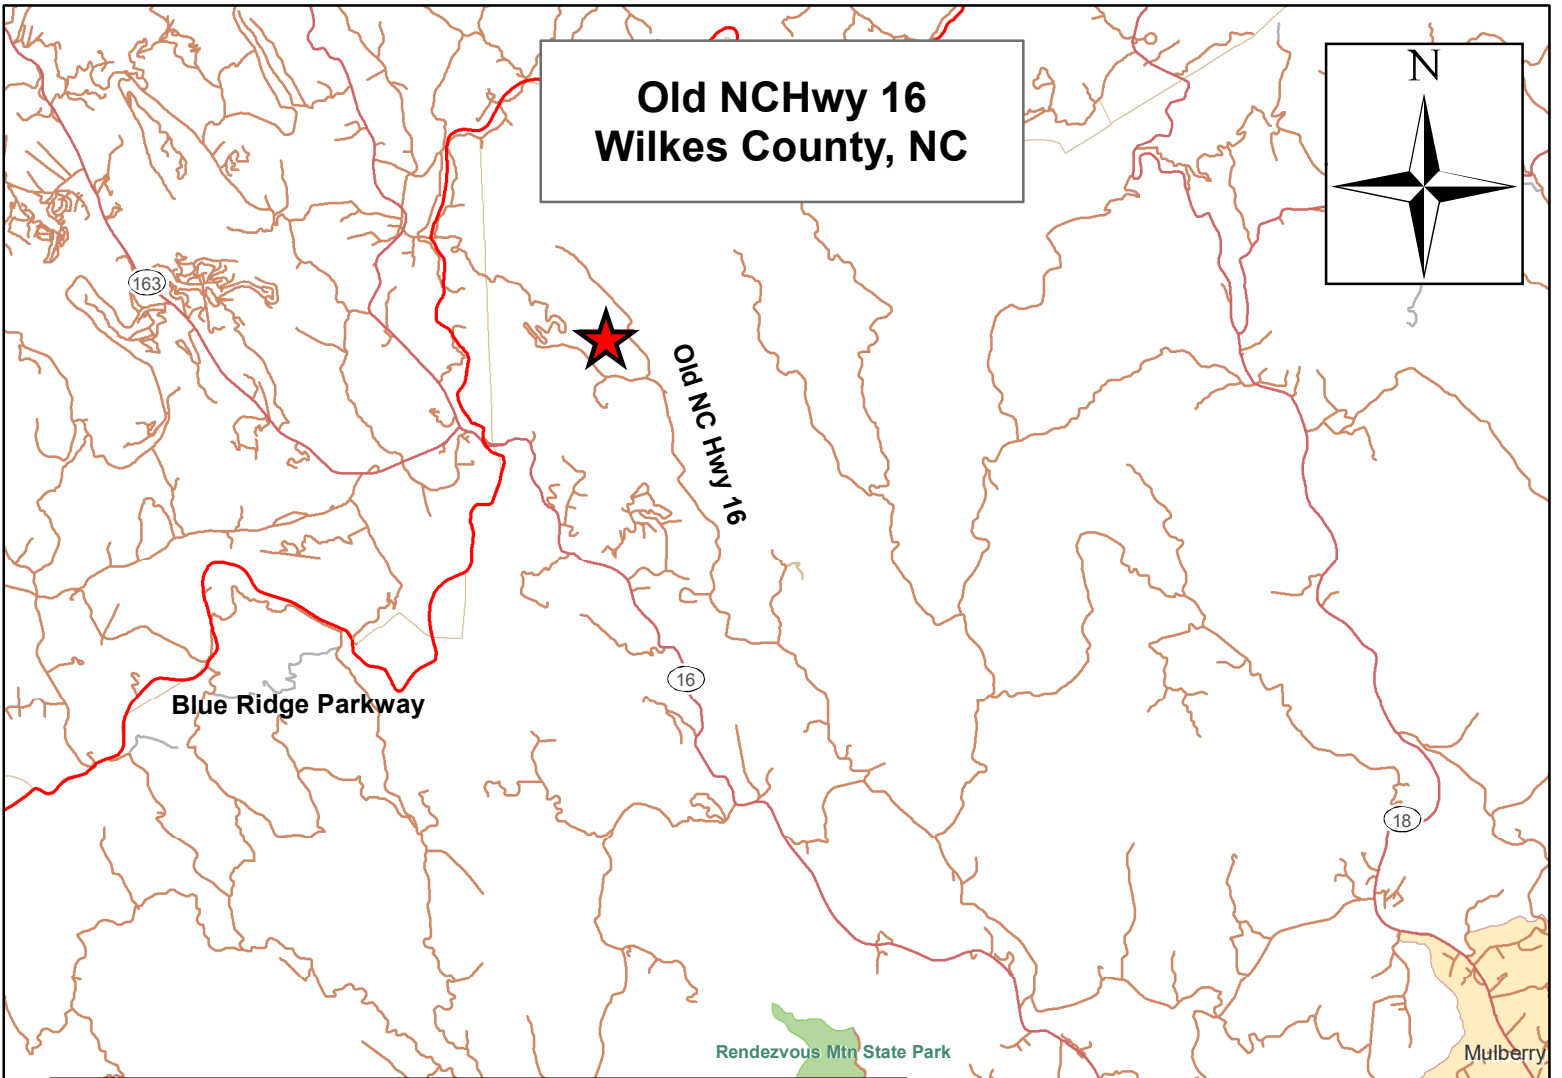 Old NCHwy 16
Wilkes County, NC
N
163
Old NC Hwy 16
16
Blue Ridge Parkway
18
Rendezvous Mtn State Park
Mulberry